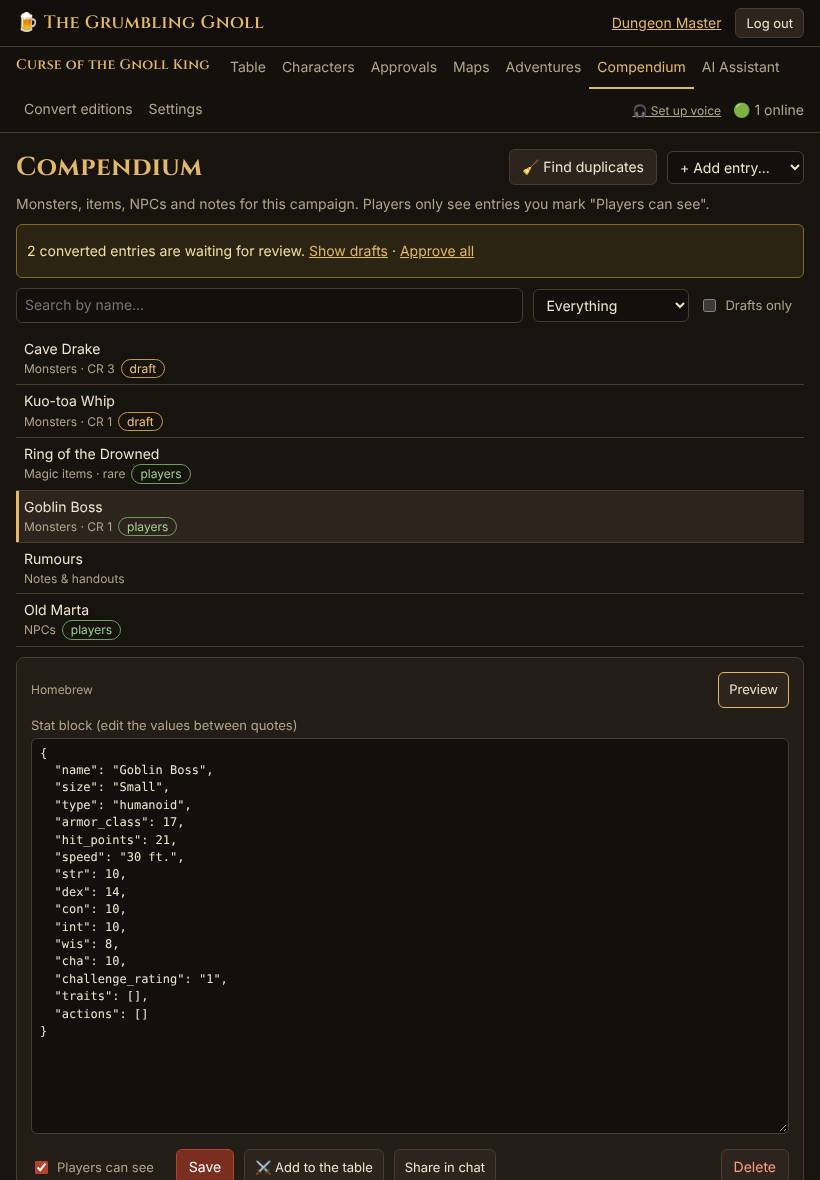 🍺 The Grumbling Gnoll
Dungeon Master
Log out
Curse of the Gnoll King
Table
Characters
Approvals
Maps
Adventures
Compendium
AI Assistant
Convert editions
Settings
🎧 Set up voice
🟢 1 online
Compendium
🧹 Find duplicates
+ Add entry...
Monsters, items, NPCs and notes for this campaign. Players only see entries you mark "Players can see".
2 converted entries are waiting for review. Show drafts · Approve all
Search by name...
Everything
Drafts only
Cave Drake
Monsters · CR 3 draft
Kuo-toa Whip
Monsters · CR 1 draft
Ring of the Drowned
Magic items · rare players
Goblin Boss
Monsters · CR 1 players
Rumours
Notes & handouts
Old Marta
NPCs players
Homebrew
Preview
Stat block (edit the values between quotes)
{
  "name": "Goblin Boss",
  "size": "Small",
  "type": "humanoid",
  "armor_class": 17,
  "hit_points": 21,
  "speed": "30 ft.",
  "str": 10,
  "dex": 14,
  "con": 10,
  "int": 10,
  "wis": 8,
  "cha": 10,
  "challenge_rating": "1",
  "traits": [],
  "actions": []
}
Players can see
Save
⚔️ Add to the table
Share in chat
Delete